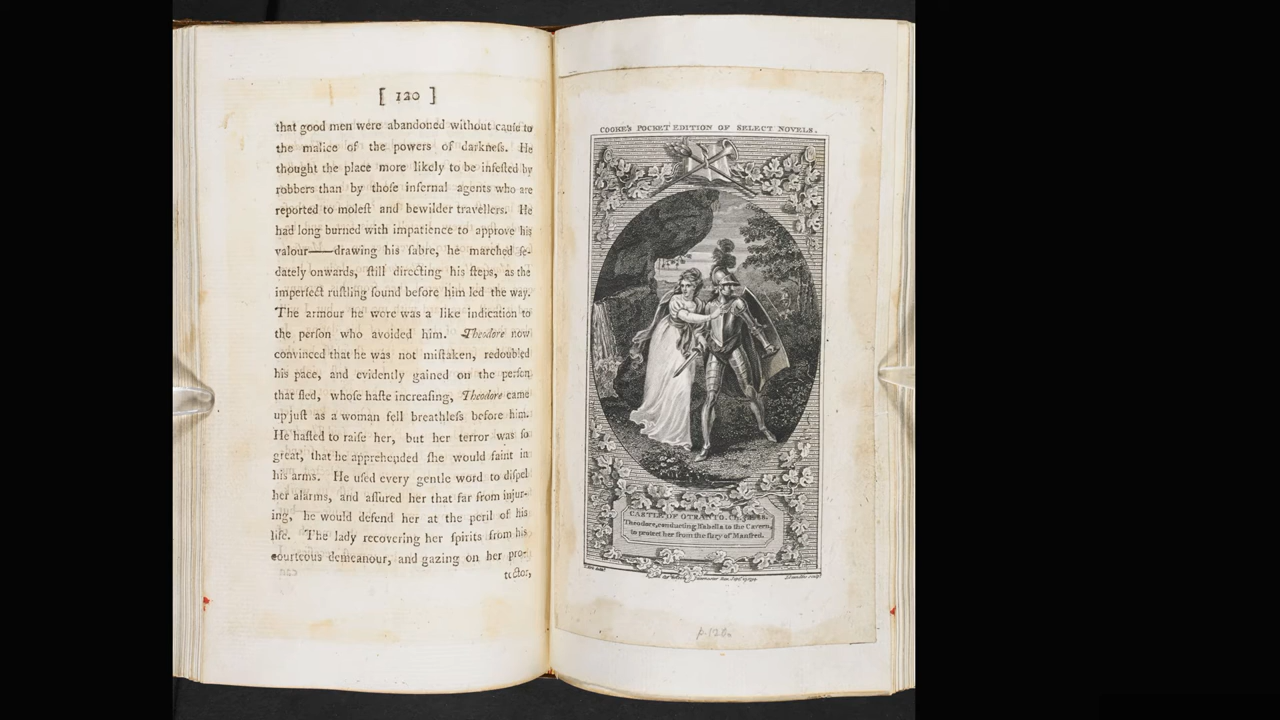 [ 120 ]
that good men were abandoned without cauſe to
the malice of the powers of darkneſs. He
thought the place more likely to be infeſted by
robbers than by thoſe infernal agents who are
reported to moleſt and bewilder travellers. He
had long burned with impatience to approve his
valour——drawing his ſabre, he marched ſe-
dately onwards, ſtill directing his ſteps, as the
imperfect ruſtling ſound before him led the way.
The armour he wore was a like indication to
the perſon who avoided him. Theodore now
convinced that he was not miſtaken, redoubled
his pace, and evidently gained on the perſon
that fled, whoſe haſte increaſing, Theodore came
up juſt as a woman fell breathleſs before him.
He haſted to raiſe her, but her terror was ſo
great, that he apprehended ſhe would faint in
his arms. He uſed every gentle word to diſpel
her alarms, and aſſured her that far from injur-
ing, he would defend her at the peril of his
life. The lady recovering her ſpirits from his
courteous demeanour, and gazing on her pro-
tector,
COOKE'S POCKET EDITION OF SELECT NOVELS.
CASTLE OF OTRANTO.
Theodore, conducting Iſabella to the Cavern,
to protect her from the fury of Manfred.
p. 120